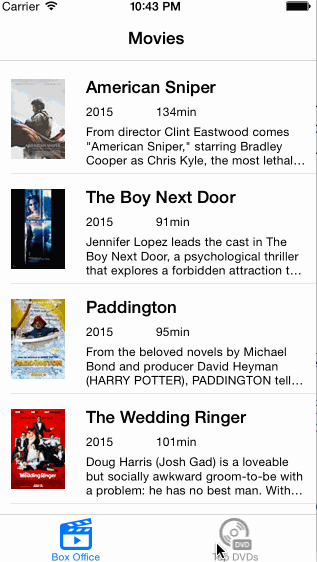 Carrier 10:43 PM
Movies
American Sniper
2015 134min
From director Clint Eastwood comes
"American Sniper," starring Bradley
Cooper as Chris Kyle, the most lethal...
The Boy Next Door
2015 91min
Jennifer Lopez leads the cast in The
Boy Next Door, a psychological thriller
that explores a forbidden attraction t...
Paddington
2015 95min
From the beloved novels by Michael
Bond and producer David Heyman
(HARRY POTTER), PADDINGTON tell...
The Wedding Ringer
2015 101min
Doug Harris (Josh Gad) is a loveable
but socially awkward groom-to-be with
a problem: he has no best man. With...
DVD
Box Office Top DVDs